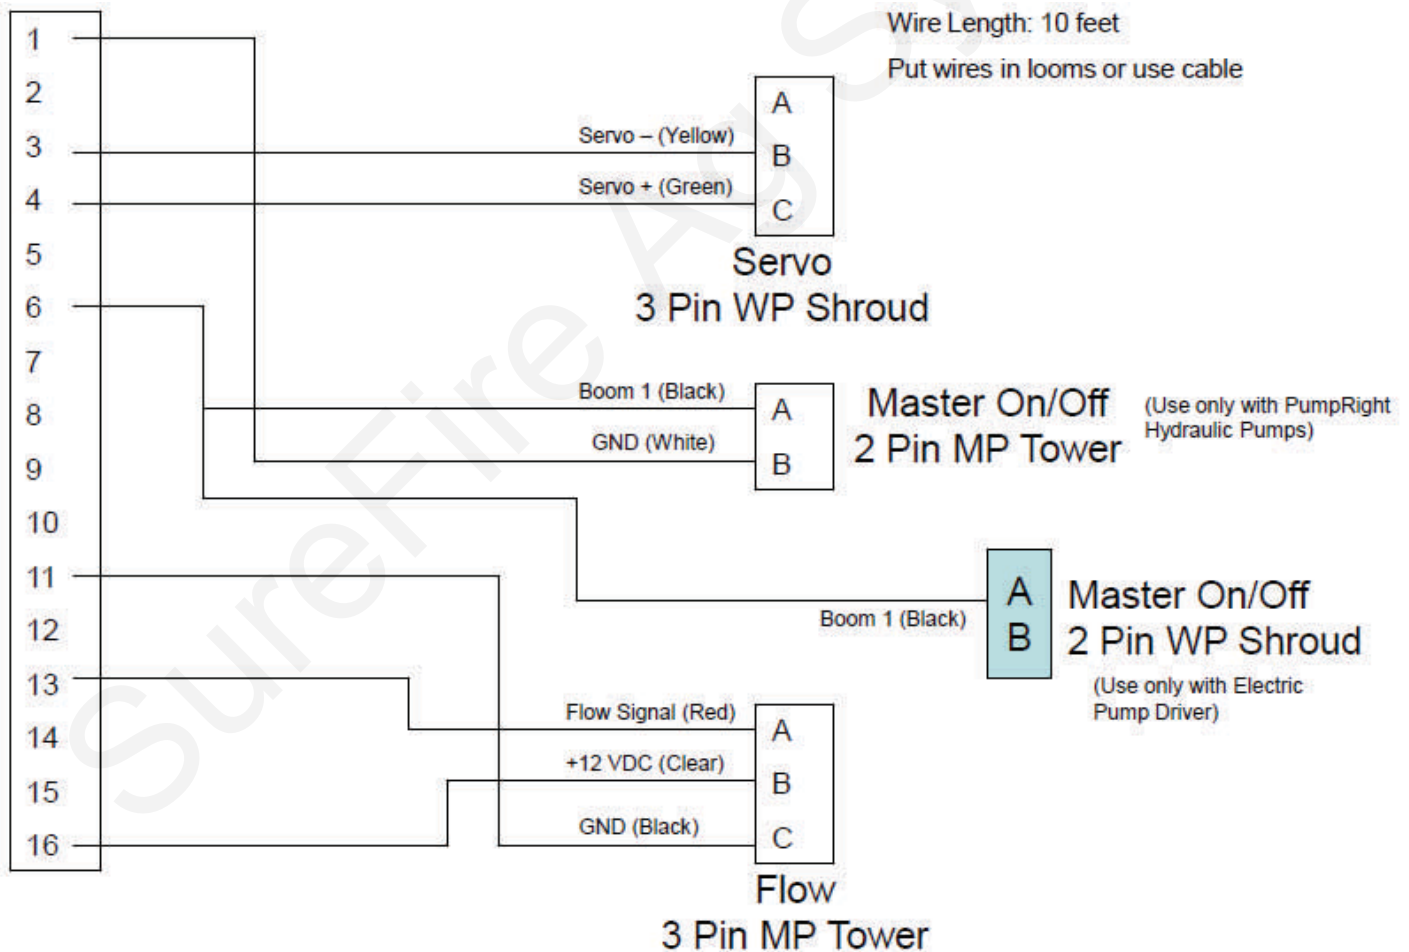 Wire Length: 10 feet
Put wires in looms or use cable
1
2
3
4
5
6
7
8
9
10
11
12
13
14
15
16
Servo – (Yellow)
Servo + (Green)
A
B
C
Servo
3 Pin WP Shroud
Boom 1 (Black)
GND (White)
A
B
Master On/Off
2 Pin MP Tower
(Use only with PumpRight
Hydraulic Pumps)
Boom 1 (Black)
A
B
Master On/Off
2 Pin WP Shroud
(Use only with Electric
Pump Driver)
Flow Signal (Red)
+12 VDC (Clear)
GND (Black)
A
B
C
Flow
3 Pin MP Tower
SureFire Ag Sy